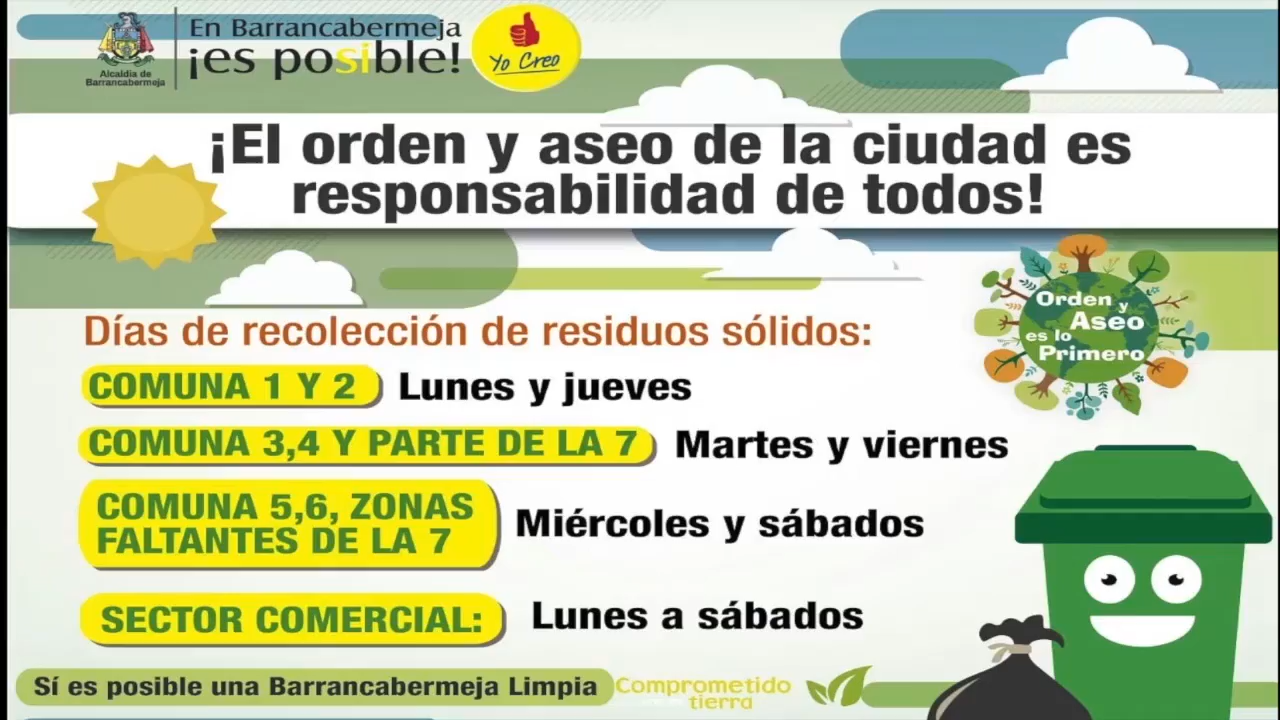 Alcaldía de
Barrancabermeja
En Barrancabermeja
¡es posible!
Yo Creo
¡El orden y aseo de la ciudad es
responsabilidad de todos!
Orden y
Aseo
es lo
Primero
Días de recolección de residuos sólidos:
COMUNA 1 Y 2 Lunes y jueves
COMUNA 3,4 Y PARTE DE LA 7 Martes y viernes
COMUNA 5,6, ZONAS
FALTANTES DE LA 7 Miércoles y sábados
SECTOR COMERCIAL: Lunes a sábados
Sí es posible una Barrancabermeja Limpia
Comprometido
tierra